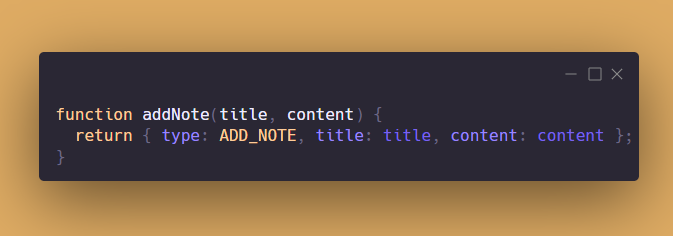 function addNote(title, content) {
  return { type: ADD_NOTE, title: title, content: content };
}